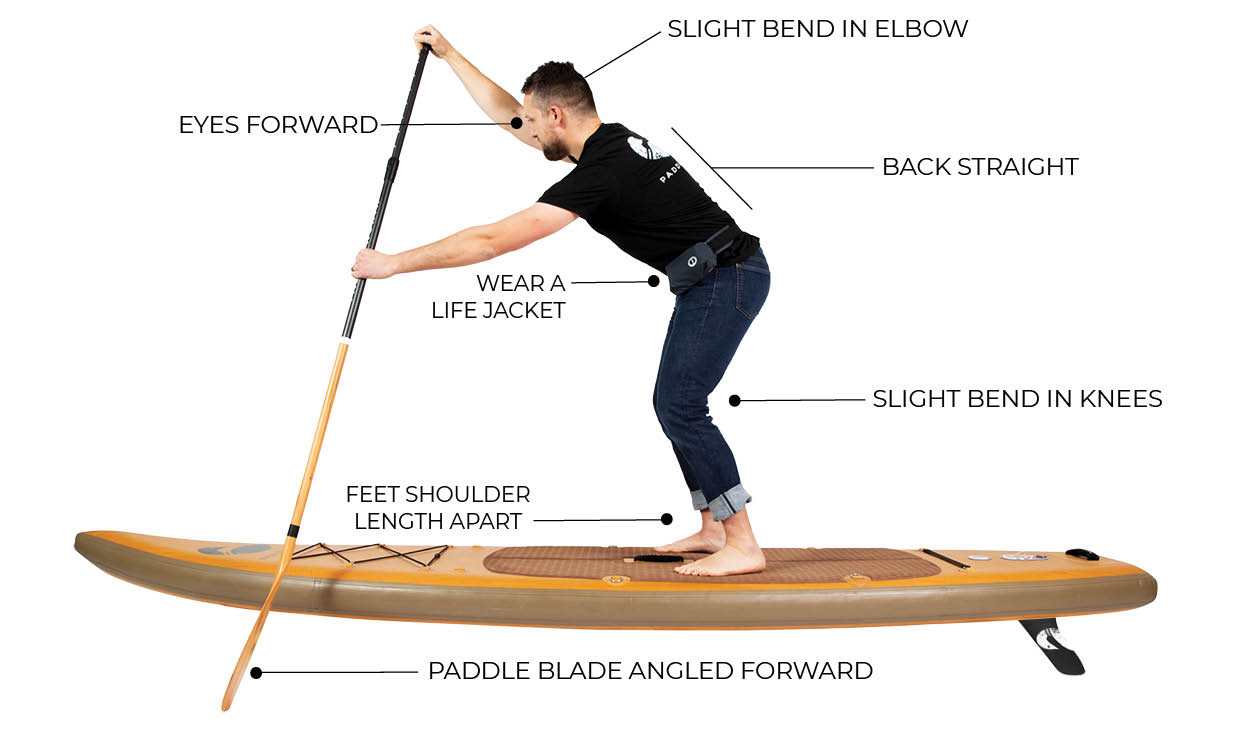 SLIGHT BEND IN ELBOW
EYES FORWARD
BACK STRAIGHT
WEAR A
LIFE JACKET
SLIGHT BEND IN KNEES
FEET SHOULDER
LENGTH APART
PADDLE BLADE ANGLED FORWARD